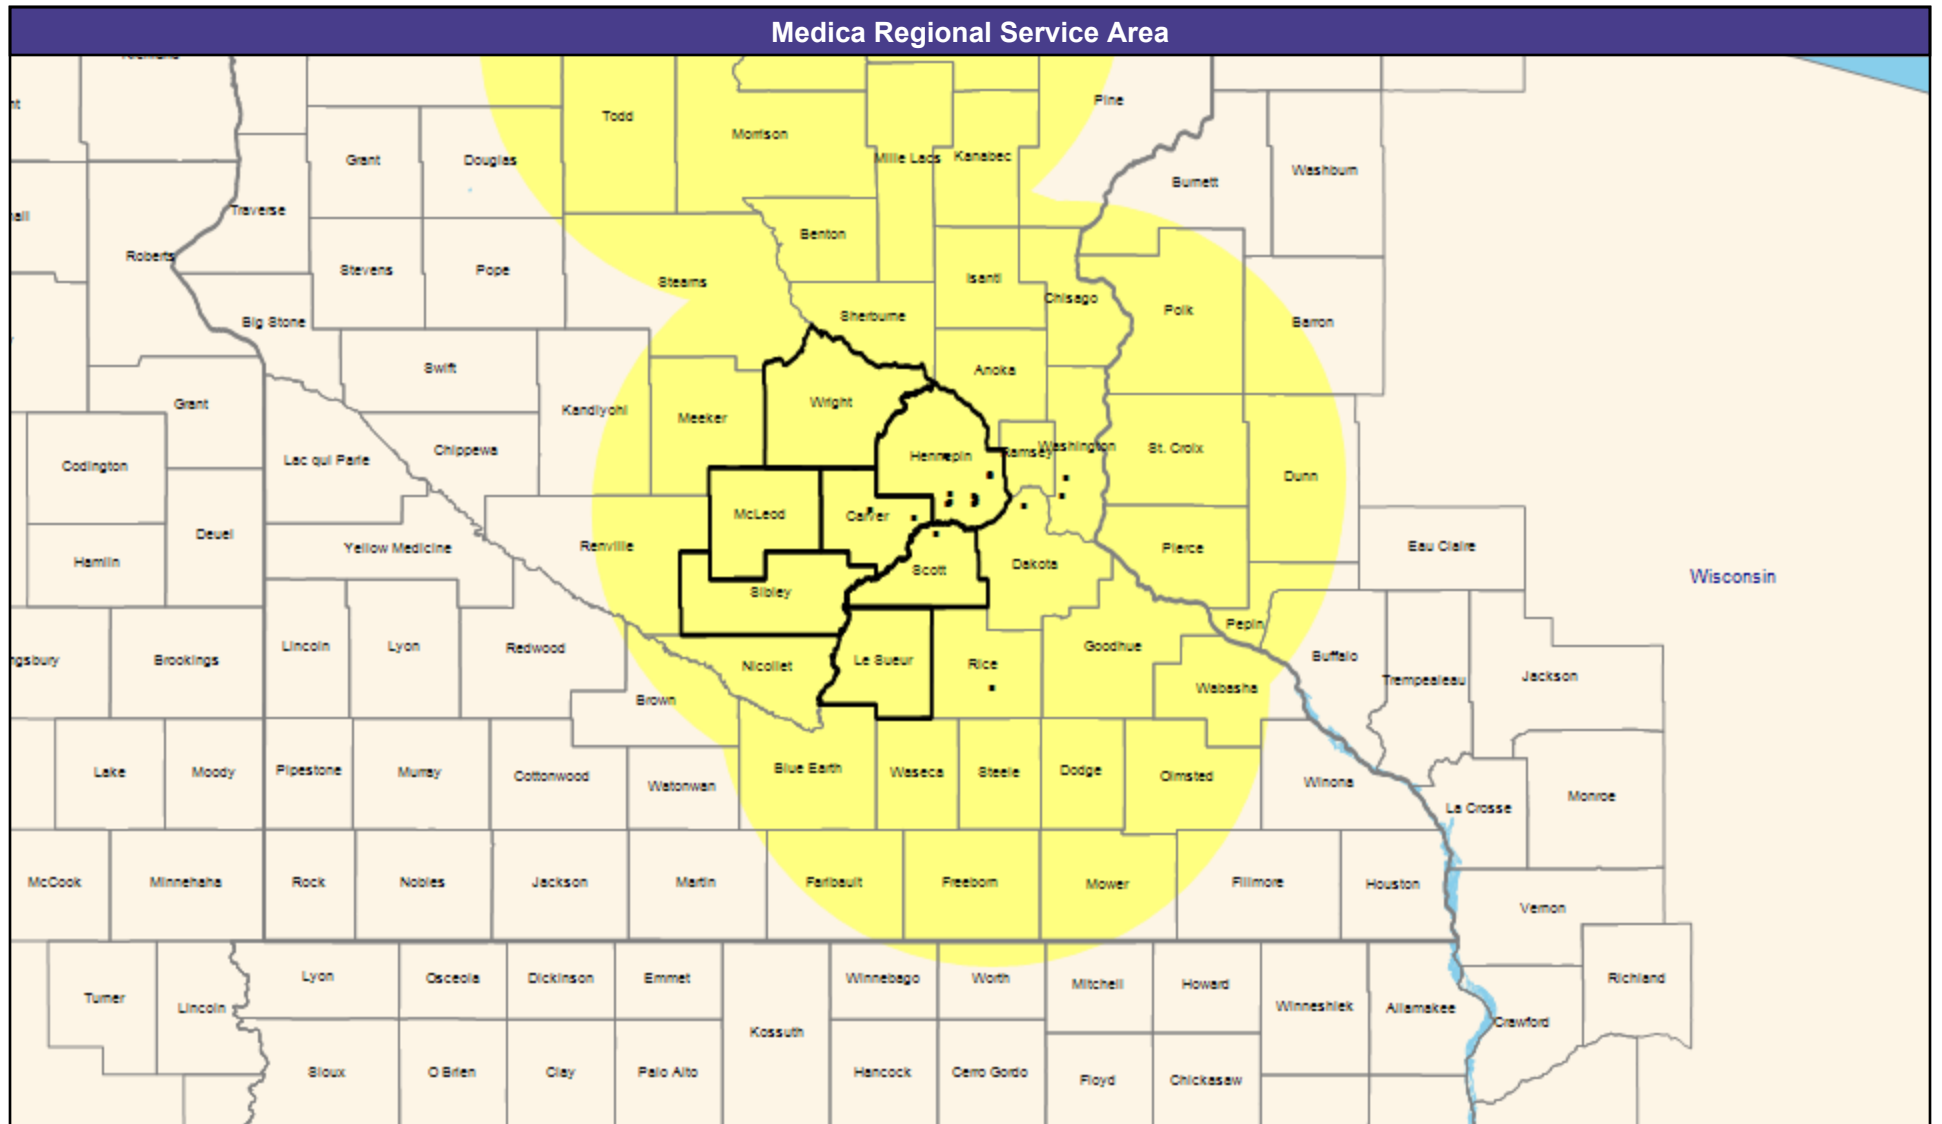 Medica Regional Service Area
Pine
Todd
Morrison
Grant
Douglas
Mille Lacs
Kanabec
Burnett
Washburn
Traverse
Benton
Roberts
Stevens
Pope
Stearns
Isanti
Chisago
Polk
Barron
Big Stone
Sherburne
Swift
Anoka
Grant
Kandiyohi
Meeker
Wright
Codington
Lac qui Parle
Chippewa
Hennepin
Ramsey
Washington
St. Croix
Dunn
McLeod
Carver
Deuel
Yellow Medicine
Renville
Hamlin
Dakota
Pierce
Eau Claire
Scott
Sibley
Wisconsin
Pepin
Lincoln
Lyon
Redwood
Brookings
Nicollet
Le Sueur
Rice
Goodhue
Buffalo
Wabasha
Trempealeau
Jackson
Brown
Lake
Moody
Pipestone
Murray
Cottonwood
Watonwan
Blue Earth
Waseca
Steele
Dodge
Olmsted
Winona
La Crosse
Monroe
McCook
Minnehaha
Rock
Nobles
Jackson
Martin
Faribault
Freeborn
Mower
Fillmore
Houston
Vernon
Turner
Lincoln
Lyon
Osceola
Dickinson
Emmet
Kossuth
Winnebago
Worth
Mitchell
Howard
Winneshiek
Allamakee
Crawford
Richland
Sioux
O Brien
Clay
Palo Alto
Hancock
Cerro Gordo
Floyd
Chickasaw